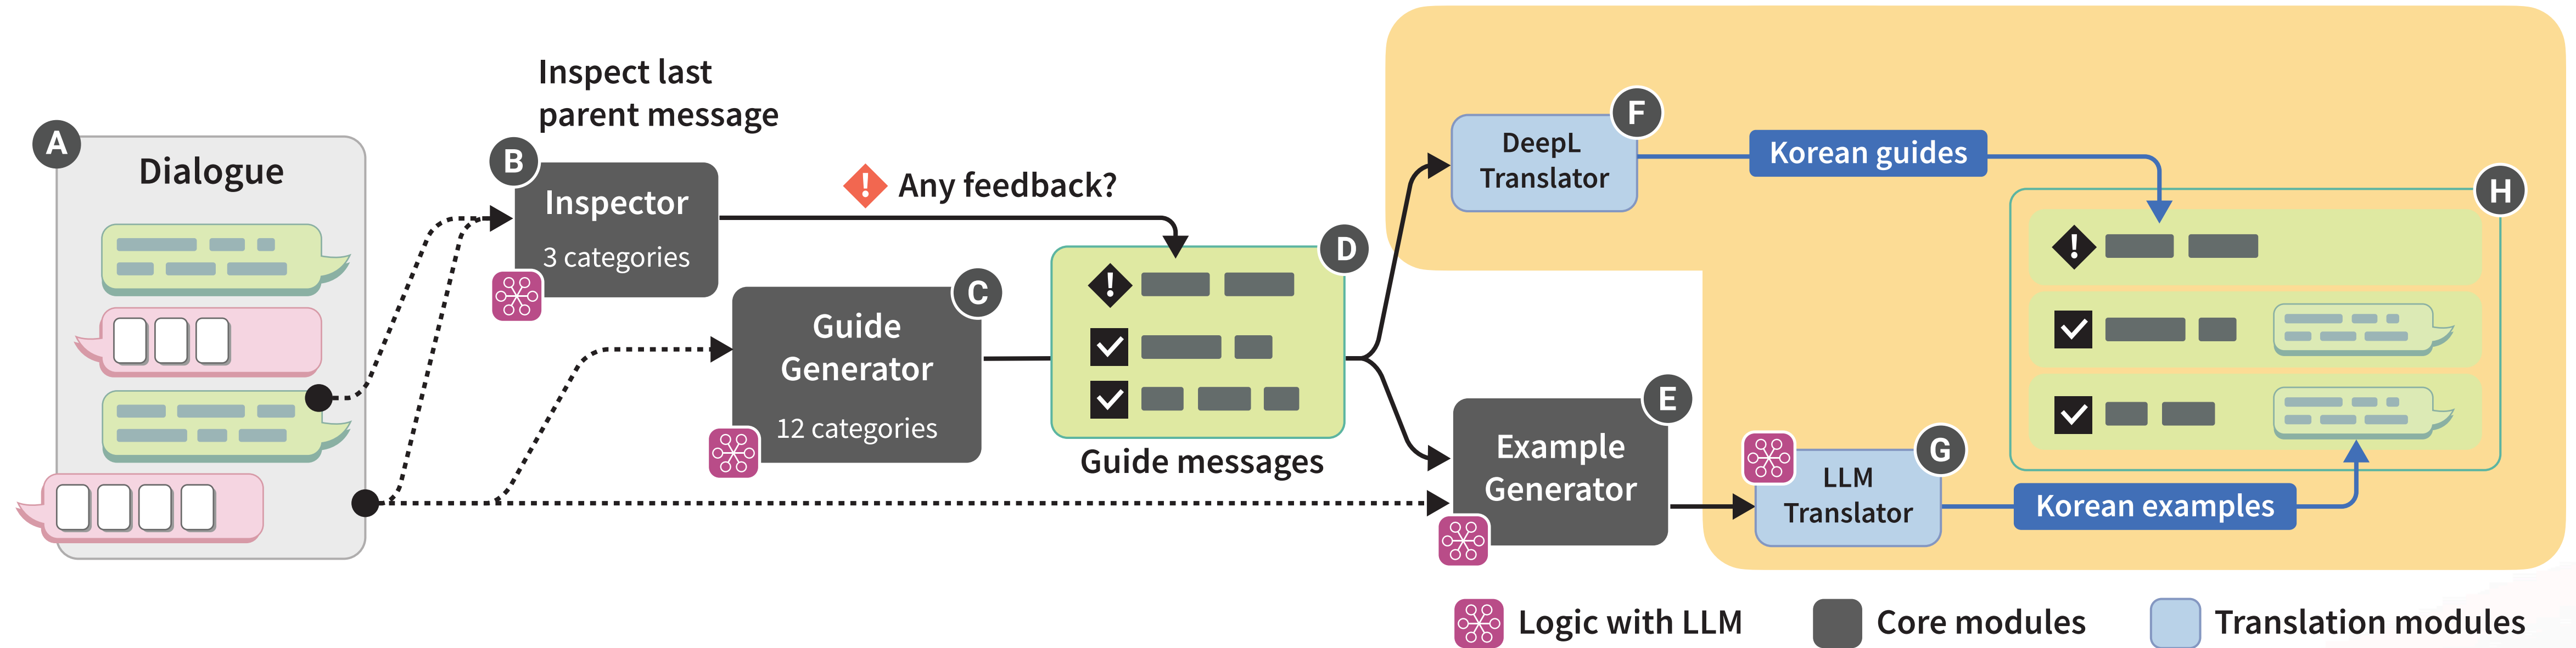 A
Dialogue
Inspect last
parent message
B
Inspector
3 categories
! Any feedback?
C
Guide
Generator
12 categories
D
!
Guide messages
E
Example
Generator
F
DeepL
Translator
Korean guides
G
LLM
Translator
Korean examples
H
!
Logic with LLM
Core modules
Translation modules